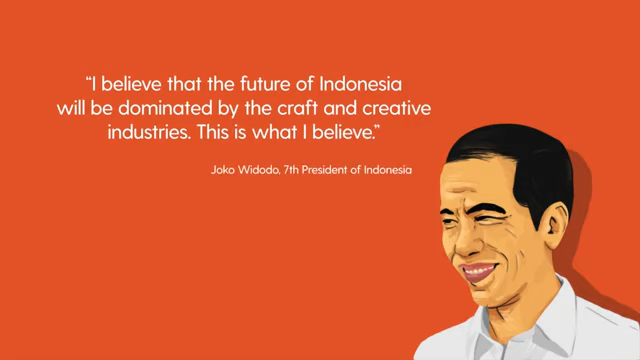 “I believe that the future of Indonesia
will be dominated by the craft and creative
industries. This is what I believe.”
Joko Widodo, 7th President of Indonesia